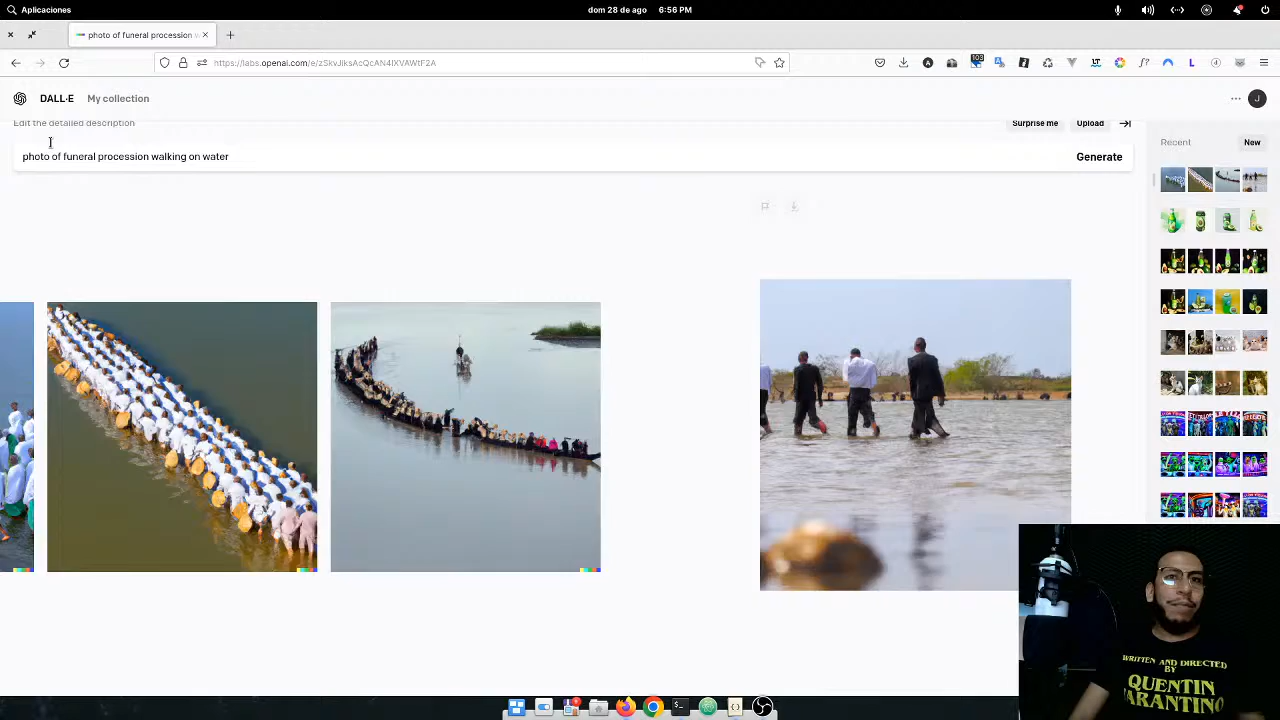 Aplicaciones
dom 28 de ago 6:56 PM
photo of funeral procession w
https://labs.openai.com/e/zSkvJiksAcQcAN4IXVAWtF2A
103
DALL·E My collection
J
Edit the detailed description
Surprise me Upload
photo of funeral procession walking on water
Generate
Recent
New
WRITTEN AND DIRECTED
BY
QUENTIN
TARANTINO